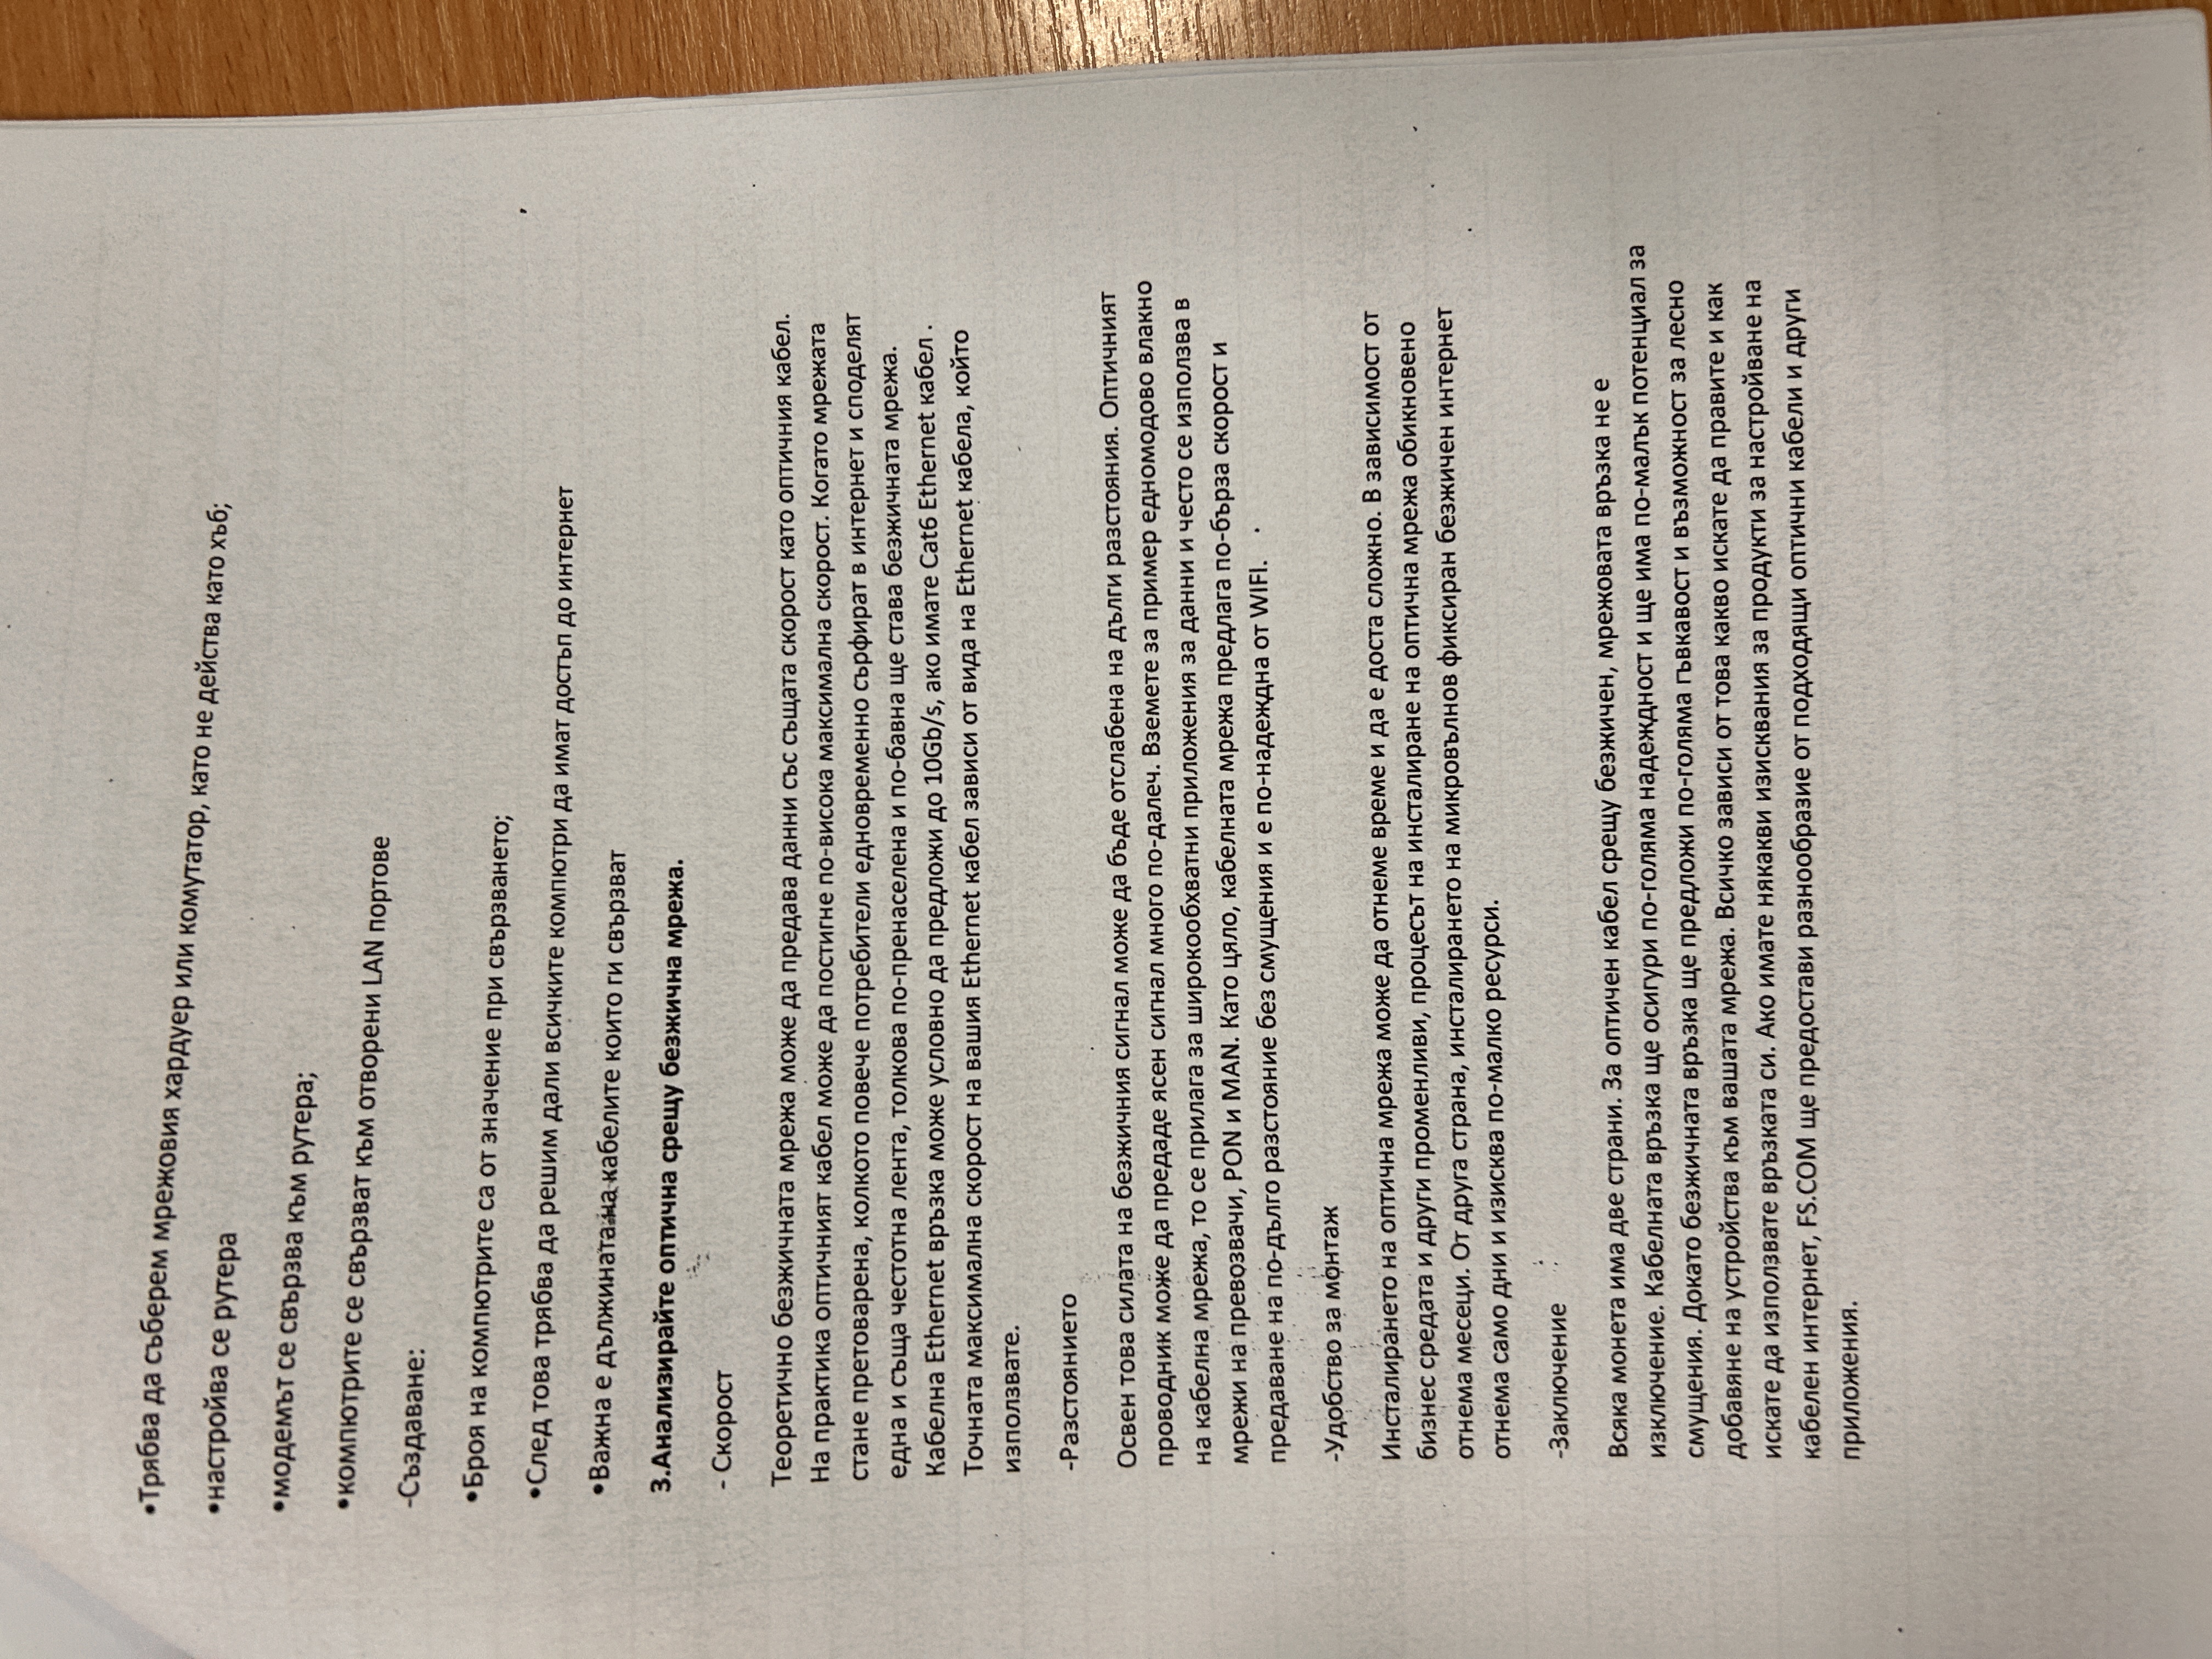 •Трябва да съберем мрежовия хардуер или комутатор, като не действа като хъб;
•настройва се рутера
•модемът се свързва към рутера;
•компютрите се свързват към отворени LAN портове
-Създаване:
•Броя на компютрите са от значение при свързването;
•След това трябва да решим дали всичките компютри да имат достъп до интернет
•Важна е дължината на кабелите които ги свързват
3.Анализирайте оптична срещу безжична мрежа.
- Скорост
Теоретично безжичната мрежа може да предава данни със същата скорост като оптичния кабел.
На практика оптичният кабел може да постигне по-висока максимална скорост. Когато мрежата
стане претоварена, колкото повече потребители едновременно сърфират в интернет и споделят
една и съща честотна лента, толкова по-пренаселена и по-бавна ще става безжичната мрежа.
Кабелна Ethernet връзка може условно да предложи до 10Gb/s, ако имате Cat6 Ethernet кабел .
Точната максимална скорост на вашия Ethernet кабел зависи от вида на Ethernet кабела, който
използвате.
-Разстоянието
Освен това силата на безжичния сигнал може да бъде отслабена на дълги разстояния. Оптичният
проводник може да предаде ясен сигнал много по-далеч. Вземете за пример едномодово влакно
на кабелна мрежа, то се прилага за широкообхватни приложения за данни и често се използва в
мрежи на превозвачи, PON и MAN. Като цяло, кабелната мрежа предлага по-бърза скорост и
предаване на по-дълго разстояние без смущения и е по-надеждна от WIFI.
-Удобство за монтаж
Инсталирането на оптична мрежа може да отнеме време и да е доста сложно. В зависимост от
бизнес средата и други променливи, процесът на инсталиране на оптична мрежа обикновено
отнема месеци. От друга страна, инсталирането на микровълнов фиксиран безжичен интернет
отнема само дни и изисква по-малко ресурси.
-Заключение
Всяка монета има две страни. За оптичен кабел срещу безжичен, мрежовата връзка не е
изключение. Кабелната връзка ще осигури по-голяма надеждност и ще има по-малък потенциал за
смущения. Докато безжичната връзка ще предложи по-голяма гъвкавост и възможност за лесно
добавяне на устройства към вашата мрежа. Всичко зависи от това какво искате да правите и как
искате да използвате връзката си. Ако имате някакви изисквания за продукти за настройване на
кабелен интернет, FS.COM ще предостави разнообразие от подходящи оптични кабели и други
приложения.